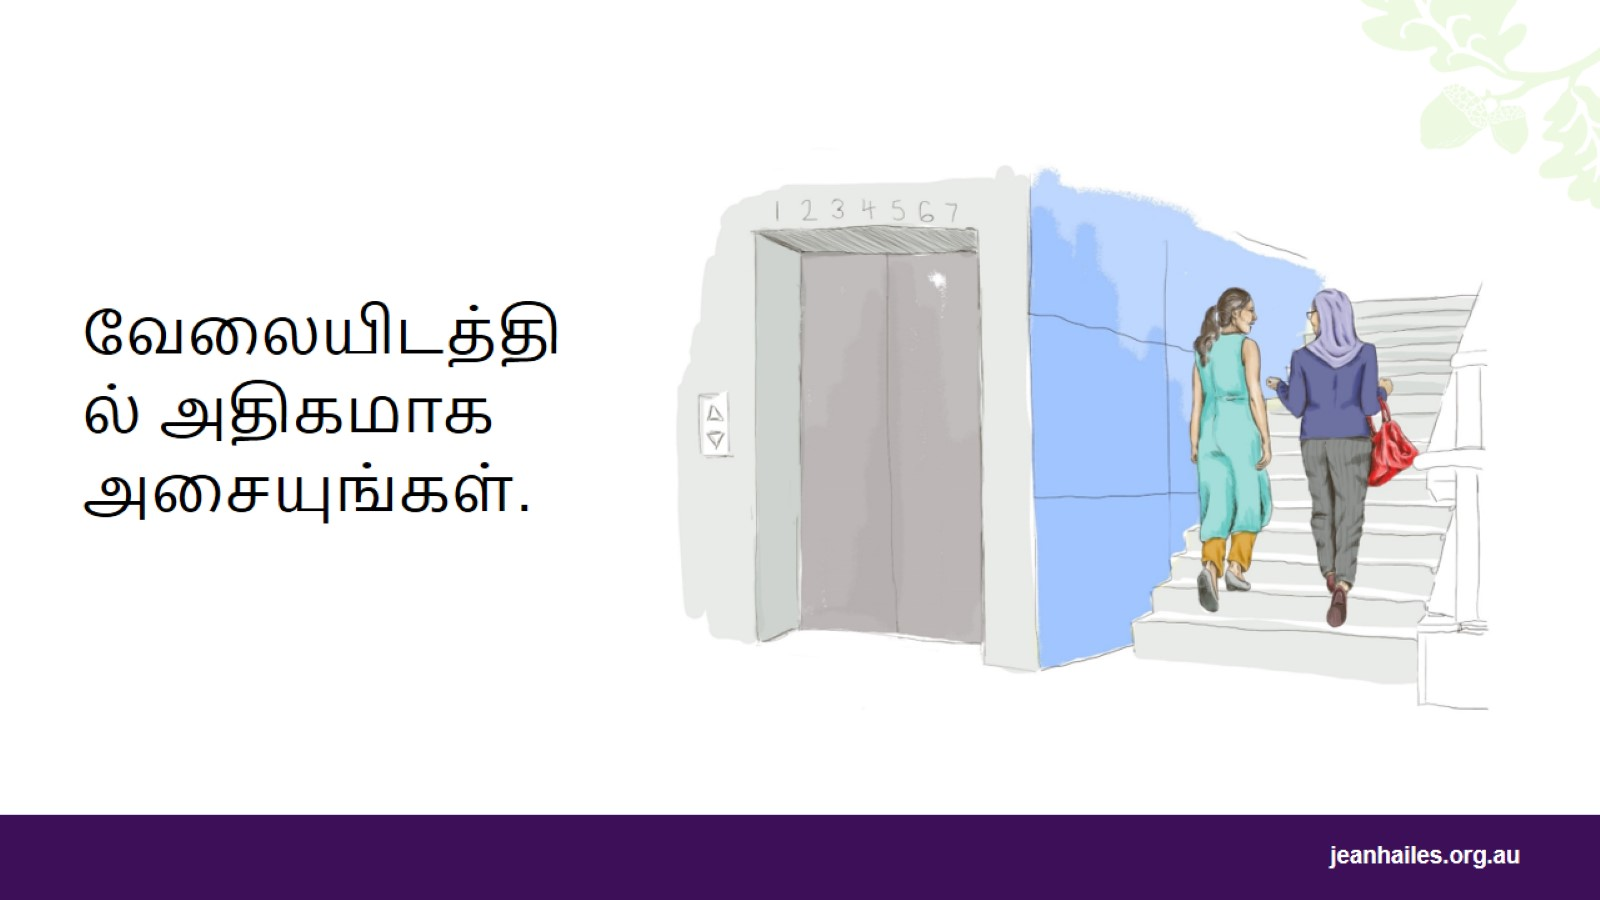 வேலையிடத்தி
ல் அதிகமாக
அசையுங்கள்.
1 2 3 4 5 6 7
jeanhailes.org.au